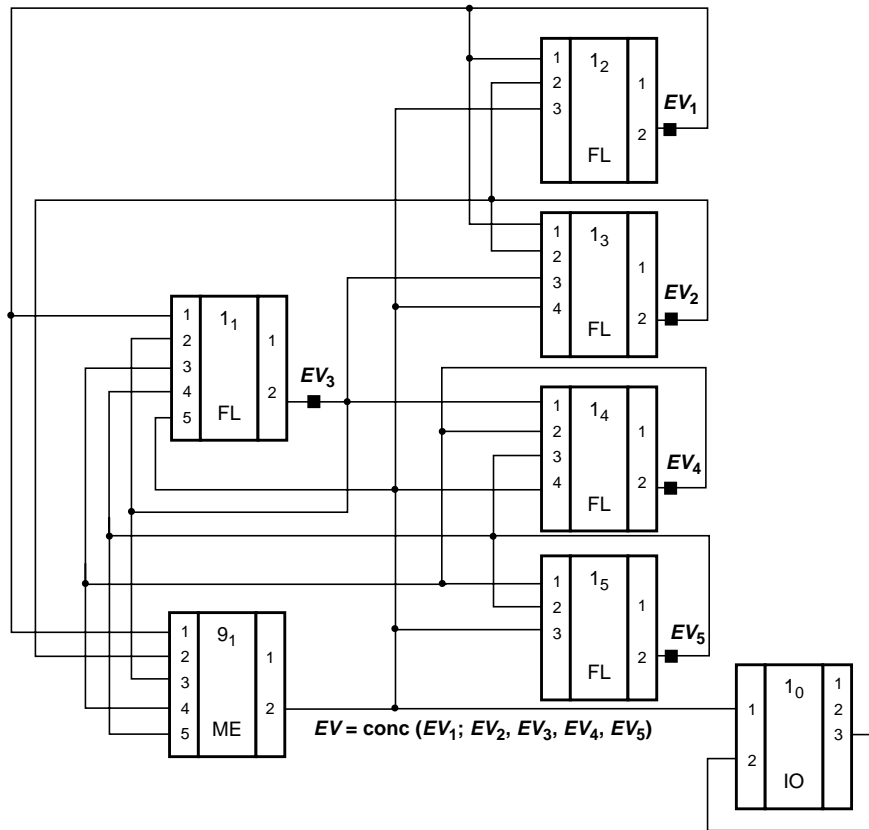 1 1₂ 1
2
3 2
FL
EV₁
1 1₃ 1
2
3
4 2
FL
EV₂
1 1₁ 1
2
3
4 2
5 FL
EV₃
1 1₄ 1
2
3
4 2
FL
EV₄
1 1₅ 1
2
3 2
FL
EV₅
1 9₁ 1
2
3
4 2
5 ME
EV = conc (EV₁; EV₂, EV₃, EV₄, EV₅)
1 1₀ 1
2
2 3
IO